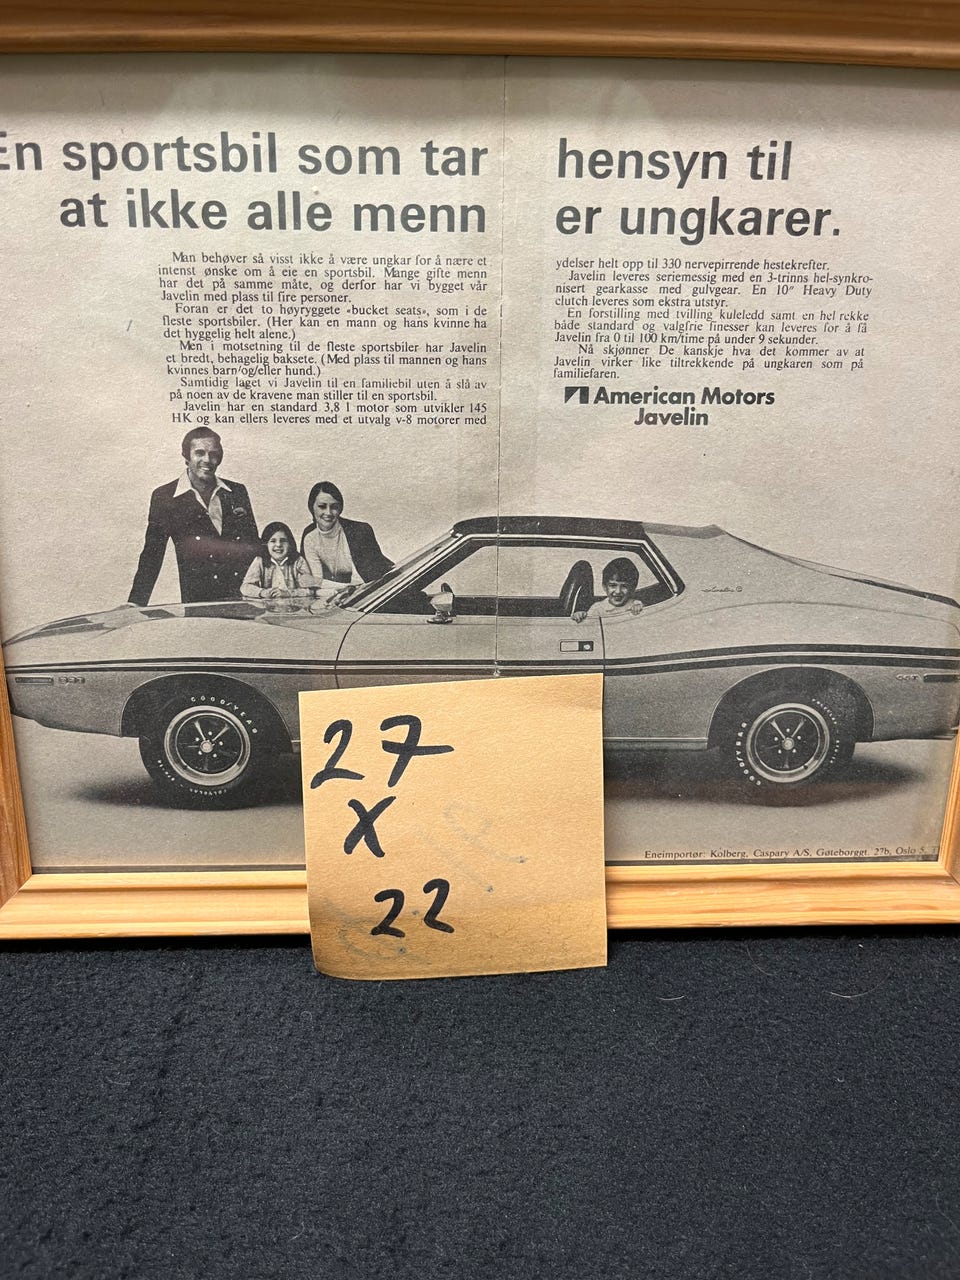 En sportsbil som tar
at ikke alle menn
Man behøver så visst ikke å være ungkar for å nære et
intenst ønske om å eie en sportsbil. Mange gifte menn
har det på samme måte, og derfor har vi bygget vår
Javelin med plass til fire personer.
Foran er det to høyryggete «bucket seats», som i de
fleste sportsbiler. (Her kan en mann og hans kvinne ha
det hyggelig helt alene.)
Men i motsetning til de fleste sportsbiler har Javelin
et bredt, behagelig baksete. (Med plass til mannen og hans
kvinnes barn/og/eller hund.)
Samtidig laget vi Javelin til en familiebil uten å slå av
på noen av de kravene man stiller til en sportsbil.
Javelin har en standard 3,8 l motor som utvikler 145
HK og kan ellers leveres med et utvalg v-8 motorer med
hensyn til
er ungkarer.
ydelser helt opp til 330 nervepirrende hestekrefter.
Javelin leveres seriemessig med en 3-trinns hel-synkro-
nisert gearkasse med gulvgear. En 10" Heavy Duty
clutch leveres som ekstra utstyr.
En forstilling med tvilling kuleledd samt en hel rekke
både standard og valgfrie finesser kan leveres for å få
Javelin fra 0 til 100 km/time på under 9 sekunder.
Nå skjønner De kanskje hva det kommer av at
Javelin virker like tiltrekkende på ungkaren som på
familiefaren.
American Motors
Javelin
GOODYEAR
GOODYEAR
27
X
22
Eneimportør: Kolberg, Caspary A/S, Gøteborggt. 27b, Oslo 5. T